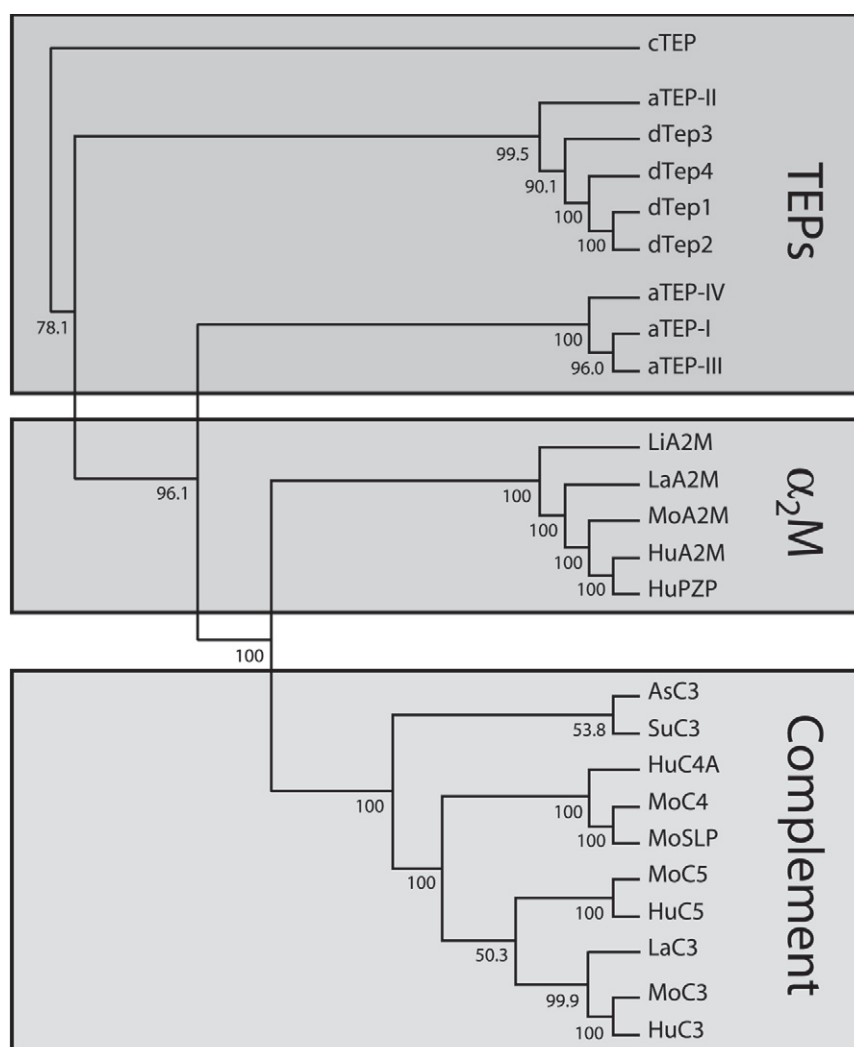 cTEP
aTEP-II
dTep3
99.5
dTep4
90.1
dTep1
100
dTep2
100
TEPs
aTEP-IV
78.1
aTEP-I
100
aTEP-III
96.0
LiA2M
LaA2M
96.1
100
MoA2M
100
HuA2M
100
HuPZP
100
α2M
100
AsC3
SuC3
53.8
HuC4A
100
MoC4
100
MoSLP
100
100
MoC5
HuC5
100
LaC3
50.3
MoC3
99.9
HuC3
100
Complement